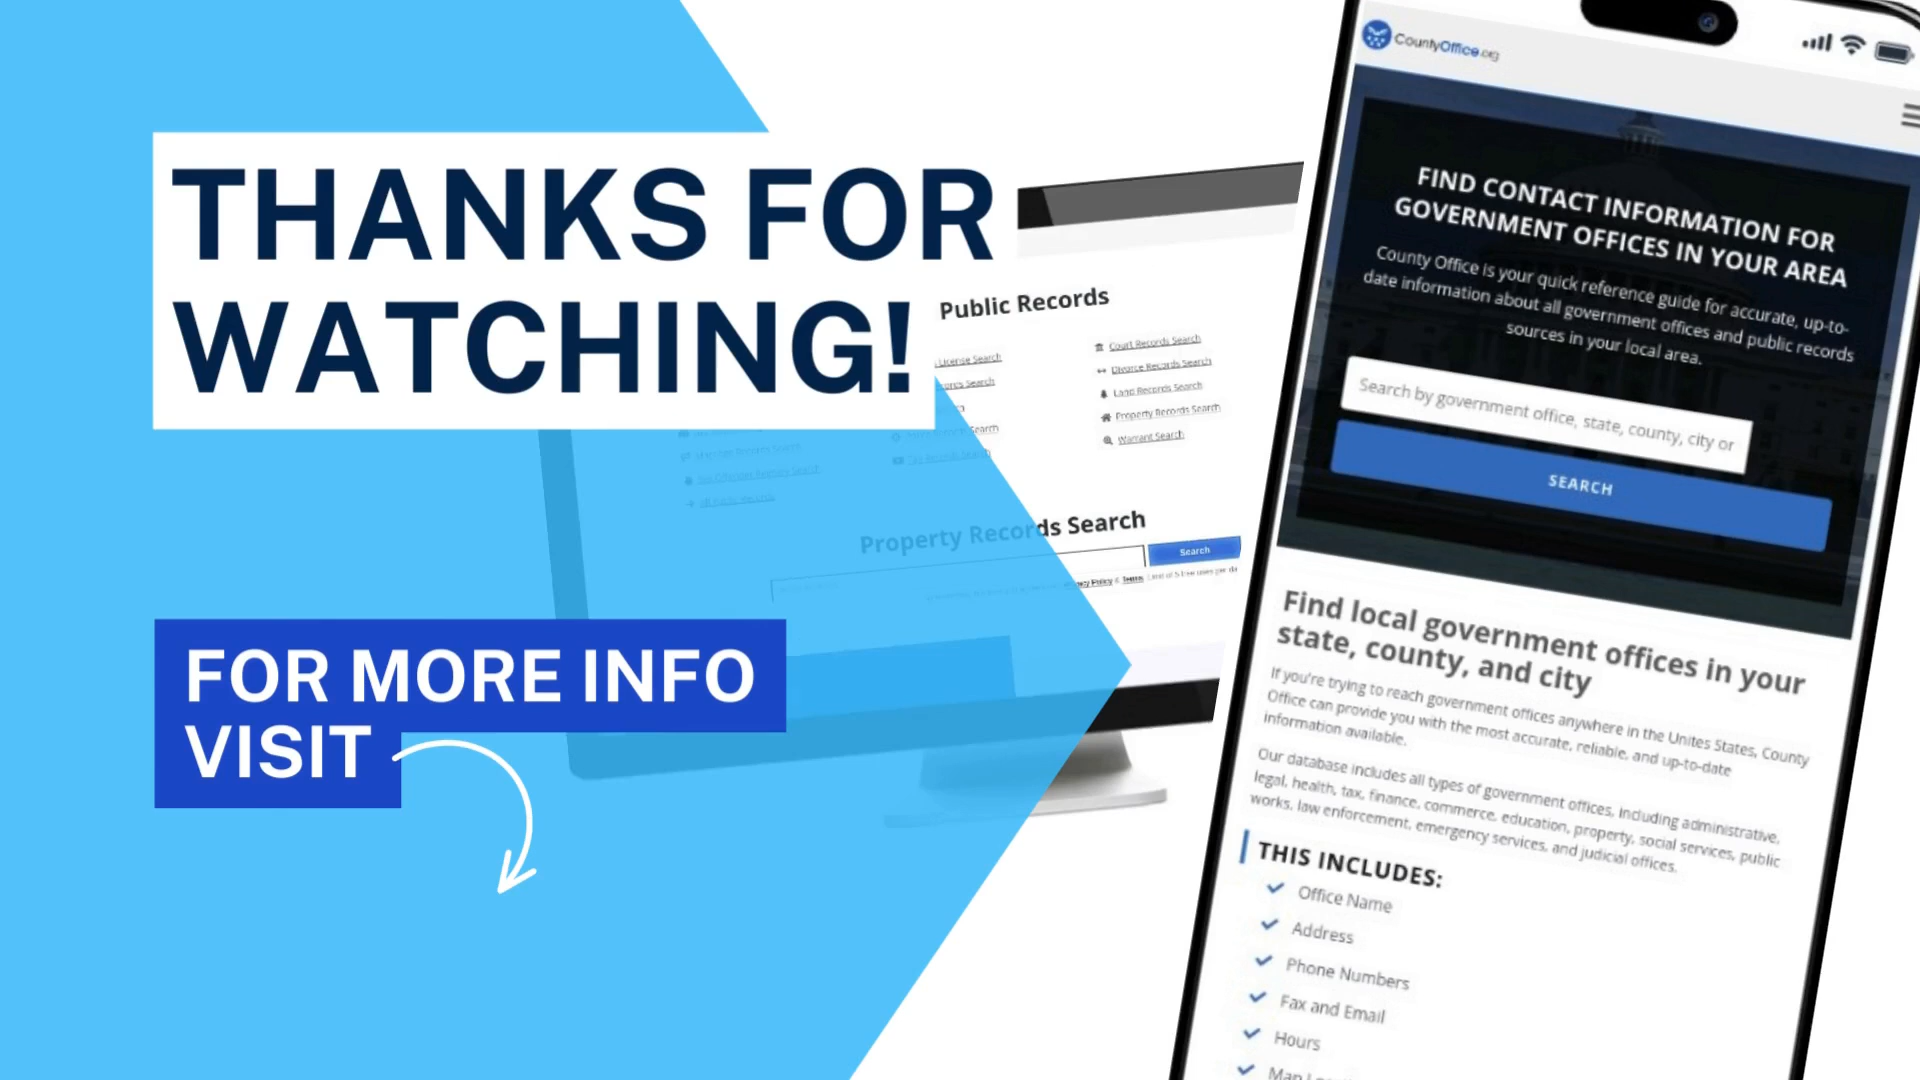 THANKS FOR
WATCHING!
FOR MORE INFO
VISIT
Public Records
License Search
Search
Search
Court Records Search
Divorce Records Search
Land Records Search
Property Records Search
Warrant Search
Property Records Search
Search
Policy & Terms
CountyOffice.org
FIND CONTACT INFORMATION FOR
GOVERNMENT OFFICES IN YOUR AREA
County Office is your quick reference guide for accurate, up-to-
date information about all government offices and public records
sources in your local area.
Search by government office, state, county, city or
SEARCH
Find local government offices in your
state, county, and city
If you're trying to reach government offices anywhere in the Unites States, County
Office can provide you with the most accurate, reliable, and up-to-date
information available.
Our database includes all types of government offices, including administrative,
legal, health, tax, finance, commerce, education, property, social services, public
works, law enforcement, emergency services, and judicial offices.
THIS INCLUDES:
Office Name
Address
Phone Numbers
Fax and Email
Hours